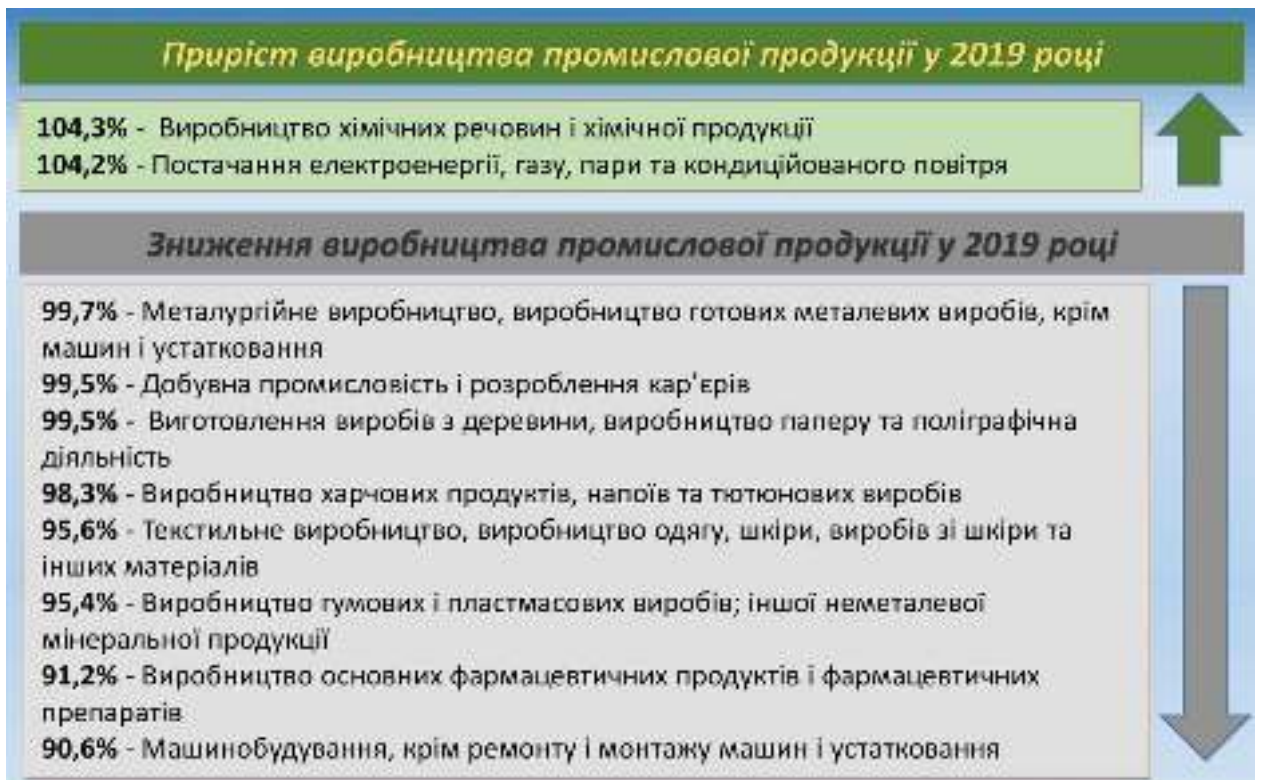 Приріст виробництва промислової продукції у 2019 році
104,3% - Виробництво хімічних речовин і хімічної продукції
104,2% - Постачання електроенергії, газу, пари та кондиційованого повітря
Зниження виробництва промислової продукції у 2019 році
99,7% - Металургійне виробництво, виробництво готових металевих виробів, крім
машин і устатковання
99,5% - Добувна промисловість і розроблення кар'єрів
99,5% - Виготовлення виробів з деревини, виробництво паперу та поліграфічна
діяльність
98,3% - Виробництво харчових продуктів, напоїв та тютюнових виробів
95,6% - Текстильне виробництво, виробництво одягу, шкіри, виробів зі шкіри та
інших матеріалів
95,4% - Виробництво гумових і пластмасових виробів; іншої неметалевої
мінеральної продукції
91,2% - Виробництво основних фармацевтичних продуктів і фармацевтичних
препаратів
90,6% - Машинобудування, крім ремонту і монтажу машин і устатковання